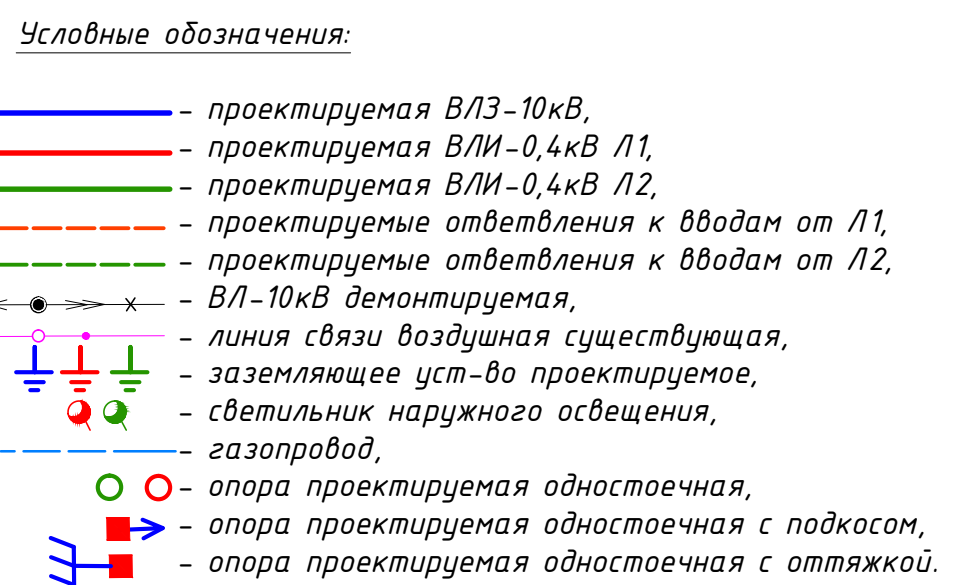 Условные обозначения:
- проектируемая ВЛЗ-10кВ,
- проектируемая ВЛИ-0,4кВ Л1,
- проектируемая ВЛИ-0,4кВ Л2,
- проектируемые ответвления к вводам от Л1,
- проектируемые ответвления к вводам от Л2,
- ВЛ-10кВ демонтируемая,
- линия связи воздушная существующая,
- заземляющее уст-во проектируемое,
- светильник наружного освещения,
- газопровод,
- опора проектируемая одностоечная,
- опора проектируемая одностоечная с подкосом,
- опора проектируемая одностоечная с оттяжкой.